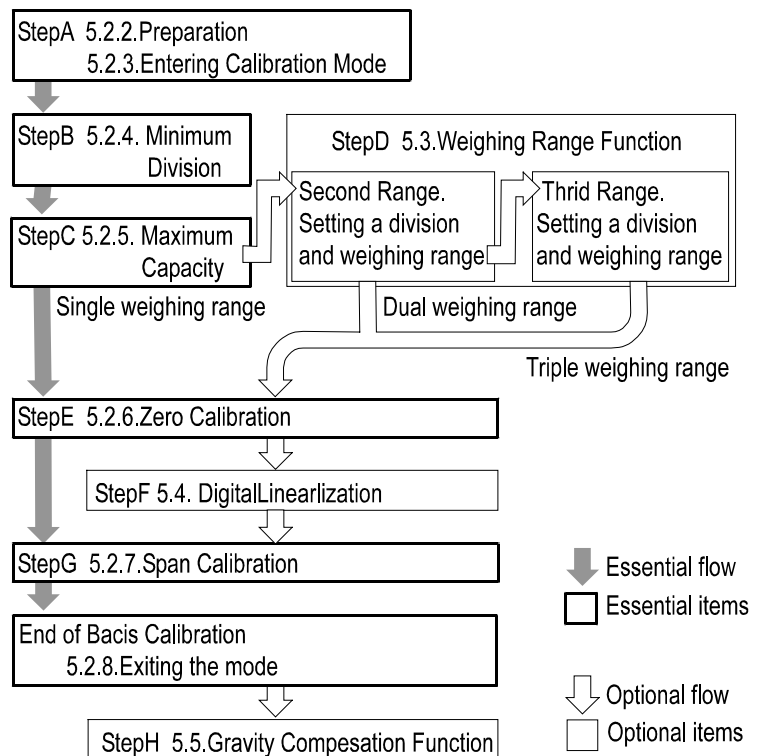 StepA 5.2.2.Preparation
5.2.3.Entering Calibration Mode
StepB 5.2.4. Minimum
Division
StepC 5.2.5. Maximum
Capacity
StepD 5.3.Weighing Range Function
Second Range.
Setting a division
and weighing range
Thrid Range.
Setting a division
and weighing range
Single weighing range
Dual weighing range
Triple weighing range
StepE 5.2.6.Zero Calibration
StepF 5.4. DigitalLinearlization
StepG 5.2.7.Span Calibration
End of Bacis Calibration
5.2.8.Exiting the mode
StepH 5.5.Gravity Compesation Function
Essential flow
Essential items
Optional flow
Optional items